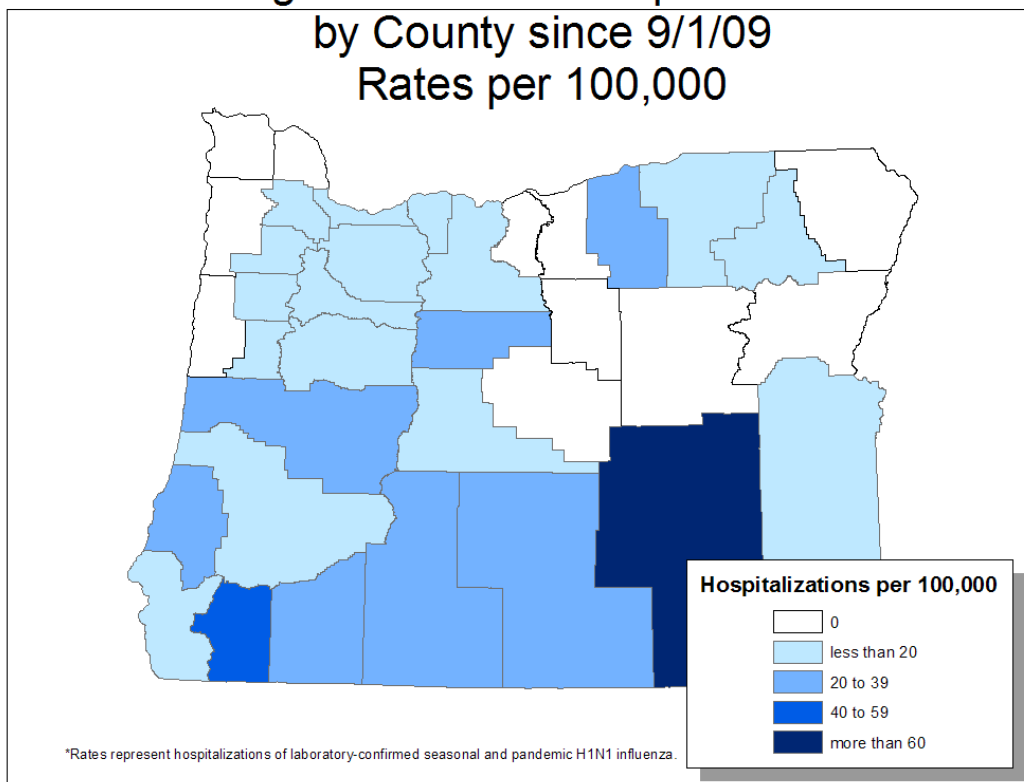 by County since 9/1/09
Rates per 100,000
Hospitalizations per 100,000
0
less than 20
20 to 39
40 to 59
more than 60
*Rates represent hospitalizations of laboratory-confirmed seasonal and pandemic H1N1 influenza.